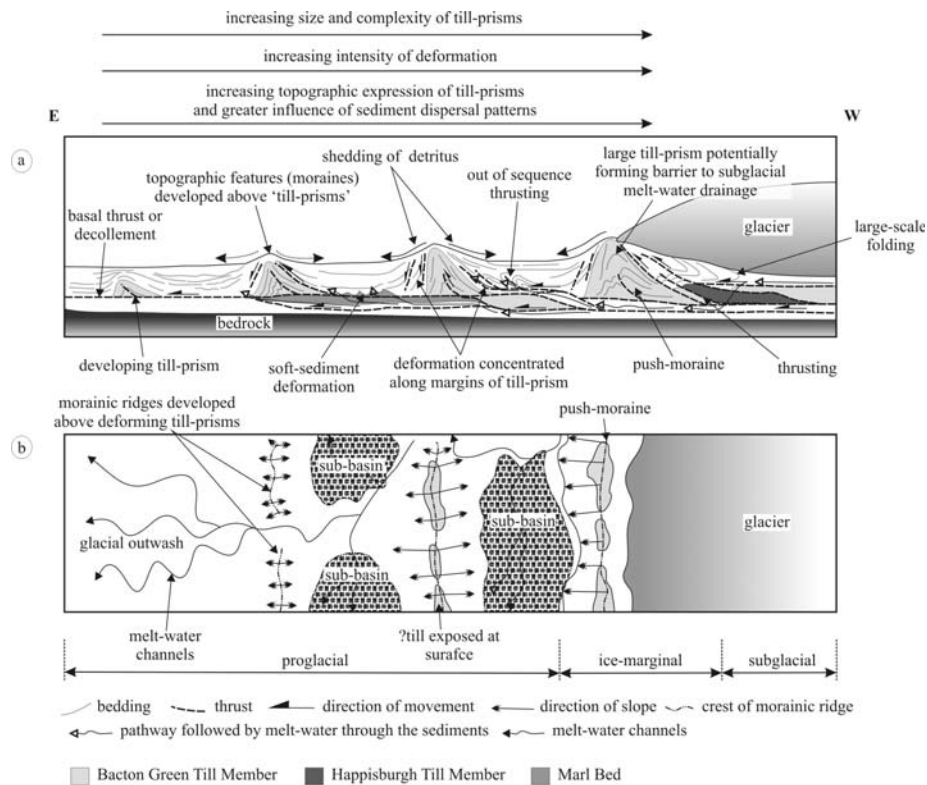 increasing size and complexity of till-prisms
increasing intensity of deformation
increasing topographic expression of till-prisms
and greater influence of sediment dispersal patterns
E
W
a
shedding of detritus
topographic features (moraines)
developed above 'till-prisms'
out of sequence
thrusting
large till-prism potentially
forming barrier to subglacial
melt-water drainage
basal thrust or
decollement
glacier
large-scale
folding
bedrock
developing till-prism
soft-sediment
deformation
deformation concentrated
along margins of till-prism
push-moraine
thrusting
morainic ridges developed
above deforming till-prisms
push-moraine
b
sub-basin
sub-basin
glacier
glacial outwash
sub-basin
melt-water
channels
?till exposed at
surafce
proglacial
ice-marginal
subglacial
bedding
thrust
direction of movement
direction of slope
crest of morainic ridge
pathway followed by melt-water through the sediments
melt-water channels
Bacton Green Till Member
Happisburgh Till Member
Marl Bed